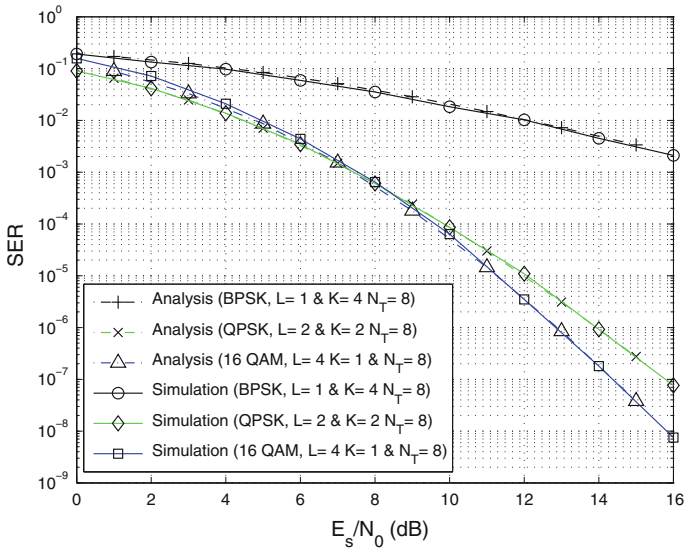 10^0
10^-1
10^-2
10^-3
10^-4
10^-5
10^-6
10^-7
10^-8
10^-9
SER
Analysis (BPSK, L= 1 & K= 4 N_T= 8)
Analysis (QPSK, L= 2 & K= 2 N_T= 8)
Analysis (16 QAM, L= 4 K= 1 & N_T= 8)
Simulation (BPSK, L= 1 & K= 4 N_T= 8)
Simulation (QPSK, L= 2 & K= 2 N_T= 8)
Simulation (16 QAM, L= 4 K= 1 & N_T= 8)
0 2 4 6 8 10 12 14 16
E_s/N_0 (dB)